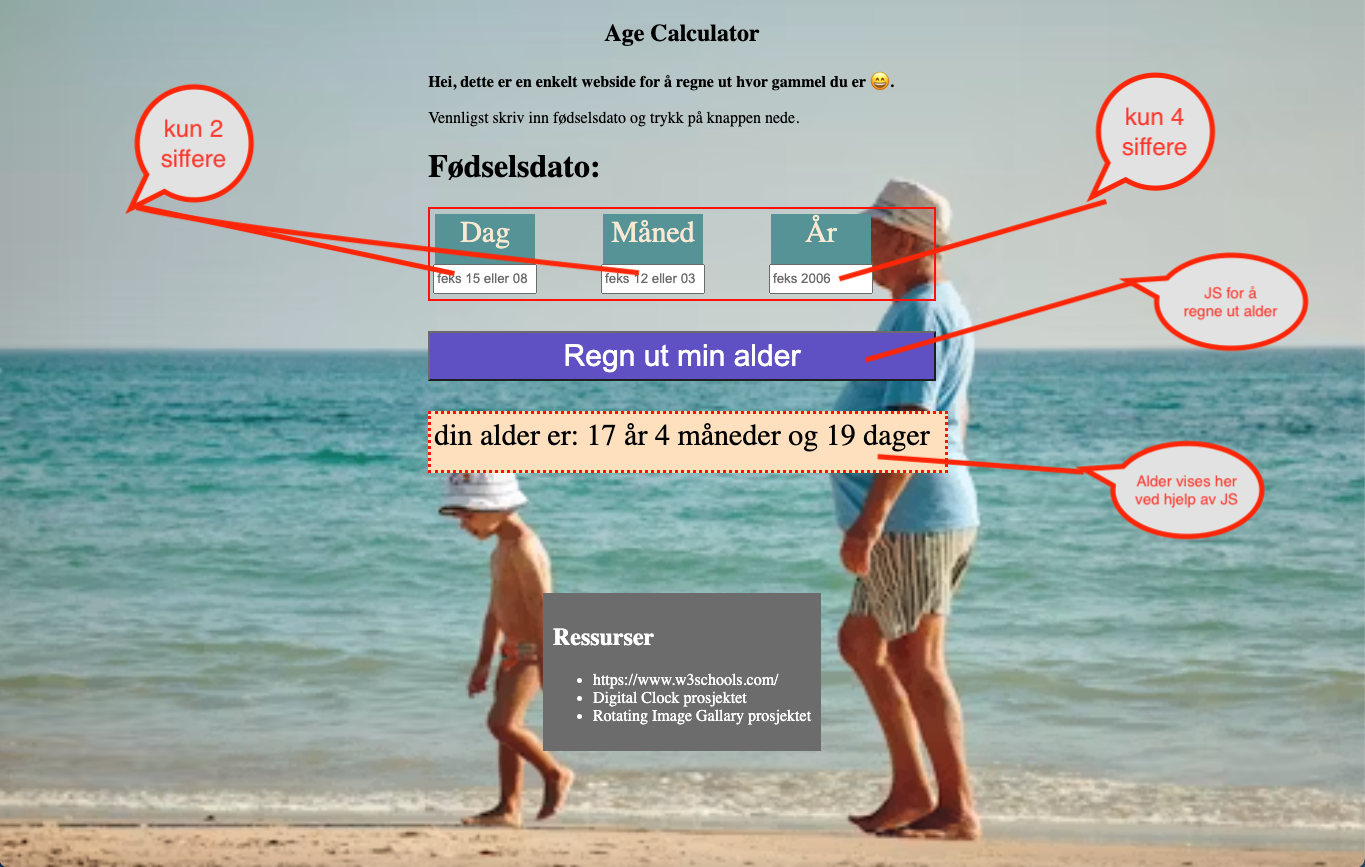 Age Calculator
Hei, dette er en enkelt webside for å regne ut hvor gammel du er 😄.
Vennligst skriv inn fødselsdato og trykk på knappen nede.
kun 2
siffere
kun 4
siffere
Fødselsdato:
Dag Måned År
feks 15 eller 08 feks 12 eller 03 feks 2006
JS for å
regne ut alder
Regn ut min alder
din alder er: 17 år 4 måneder og 19 dager
Alder vises her
ved hjelp av JS
Ressurser
• https://www.w3schools.com/
• Digital Clock prosjektet
• Rotating Image Gallary prosjektet